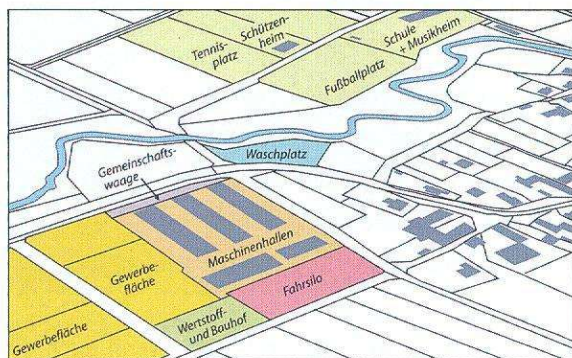 Schützen-
heim
Tennis-
platz
Schule
+ Musikheim
Fußballplatz
Waschplatz
Gemeinschafts-
waage
Maschinenhallen
Gewerbe-
fläche
Fahrsilo
Gewerbefläche
Wertstoff-
und Bauhof